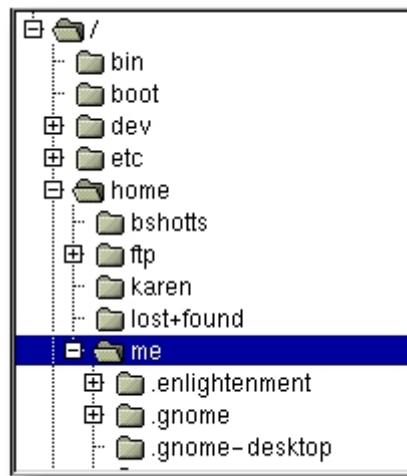 /
bin
boot
dev
etc
home
bshotts
ftp
karen
lost+found
me
.enlightenment
.gnome
.gnome-desktop